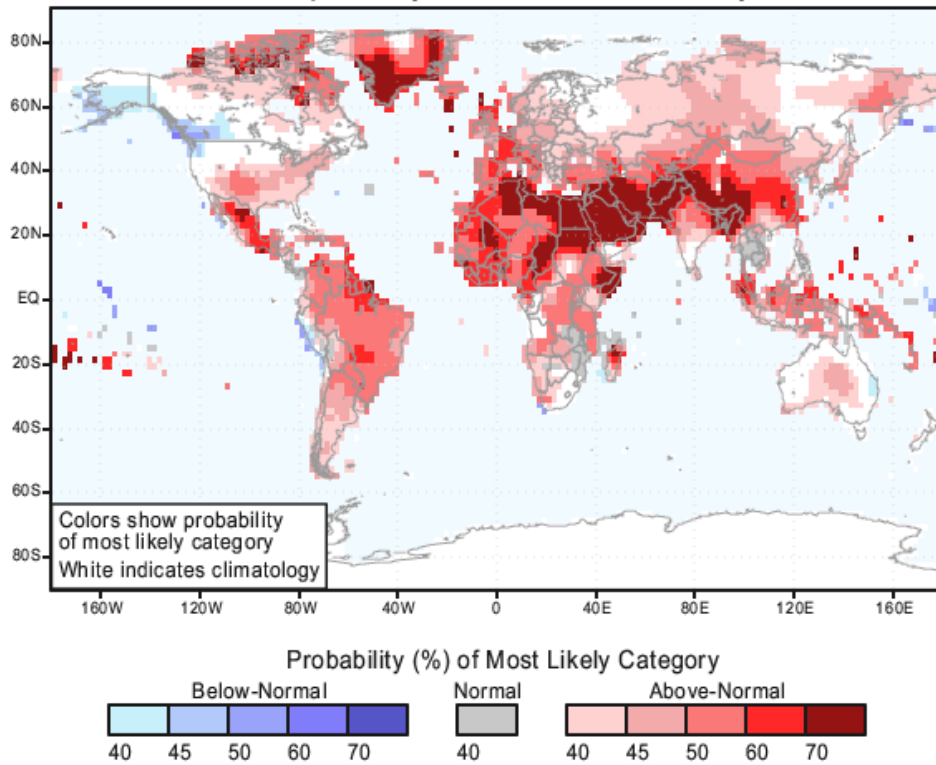 80N
60N
40N
20N
EQ
20S
40S
60S
80S
Colors show probability
of most likely category
White indicates climatology
160W 120W 80W 40W 0 40E 80E 120E 160E
Probability (%) of Most Likely Category
Below-Normal Normal Above-Normal
40 45 50 60 70 40 40 45 50 60 70